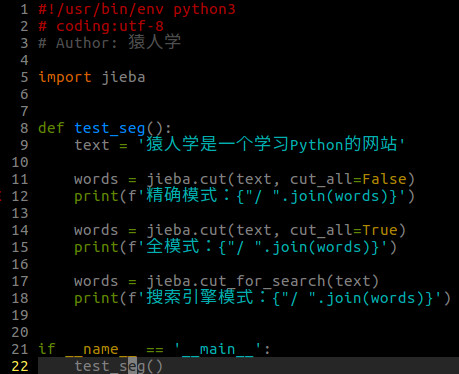 1 #!/usr/bin/env python3
2 # coding:utf-8
3 # Author: 猿人学
4
5 import jieba
6
7
8 def test_seg():
9     text = '猿人学是一个学习Python的网站'
10
11     words = jieba.cut(text, cut_all=False)
12     print(f'精确模式：{"/ ".join(words)}')
13
14     words = jieba.cut(text, cut_all=True)
15     print(f'全模式：{"/ ".join(words)}')
16
17     words = jieba.cut_for_search(text)
18     print(f'搜索引擎模式：{"/ ".join(words)}')
19
20
21 if __name__ == '__main__':
22     test_seg()